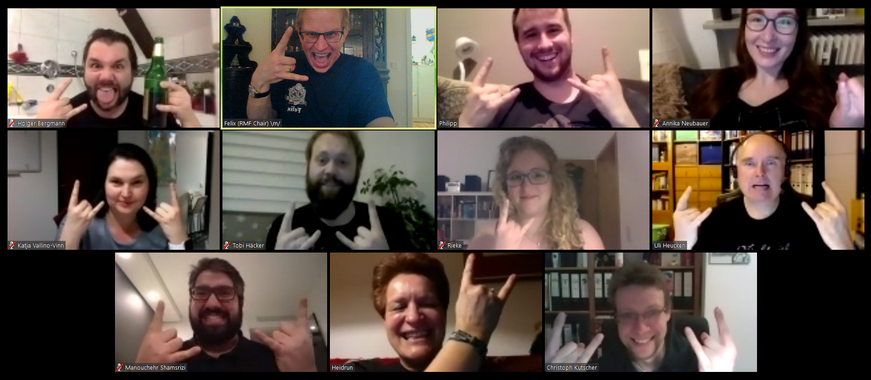 Holger Bergmann
Felix (RMF Chair) \m/
Philipp
Annika Neubauer
Katja Vallino-Vinn
Tobi Häcker
Rieke
Uli Heucken
Manouchehr Shamsrizi
Heidrun
Christoph Kutscher